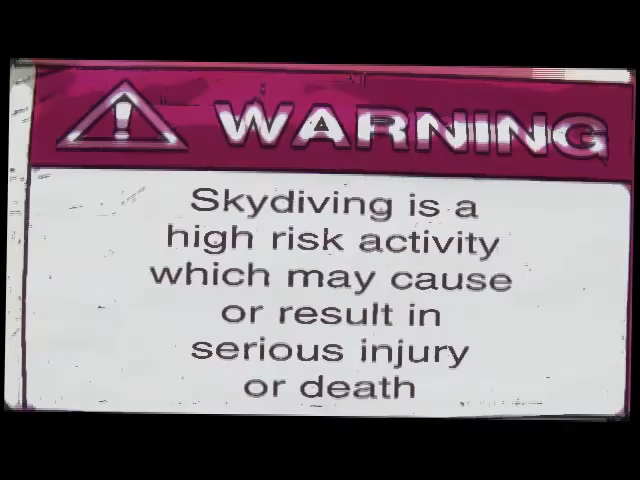 WARNING
Skydiving is a
high risk activity
which may cause
or result in
serious injury
or death